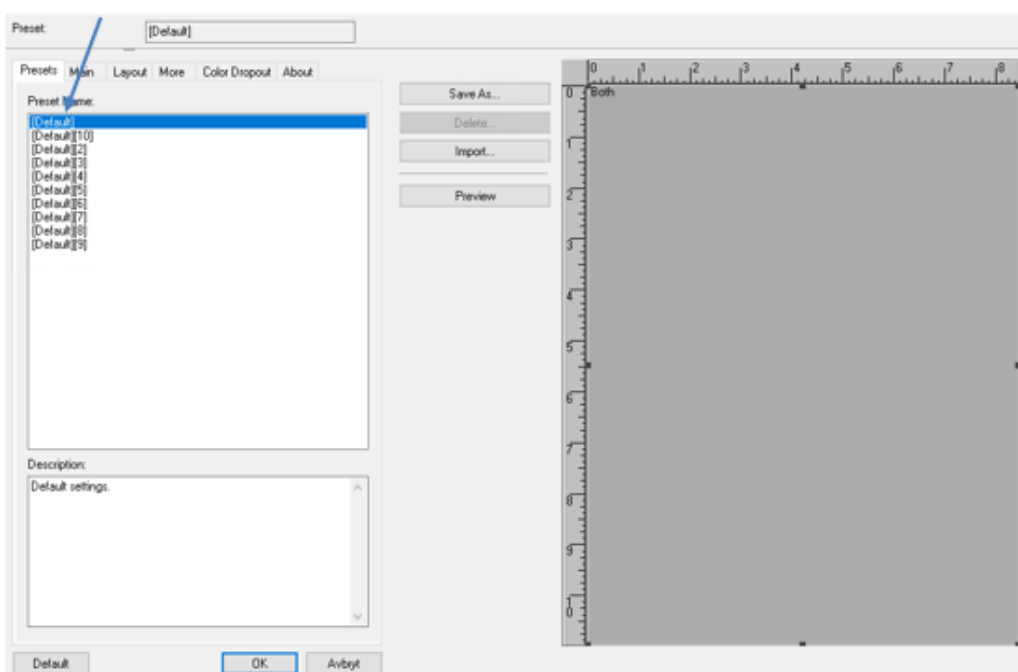 Preset: [Default]
Presets Main Layout More Color Dropout About
Preset Name:
[Default]
[Default][10]
[Default][2]
[Default][3]
[Default][4]
[Default][5]
[Default][6]
[Default][7]
[Default][8]
[Default][9]
Description:
Default settings.
Default OK Avbryt
Save As...
Delete...
Import...
Preview
0 1 2 3 4 5 6 7 8
Both
0
1
2
3
4
5
6
7
8
9
10